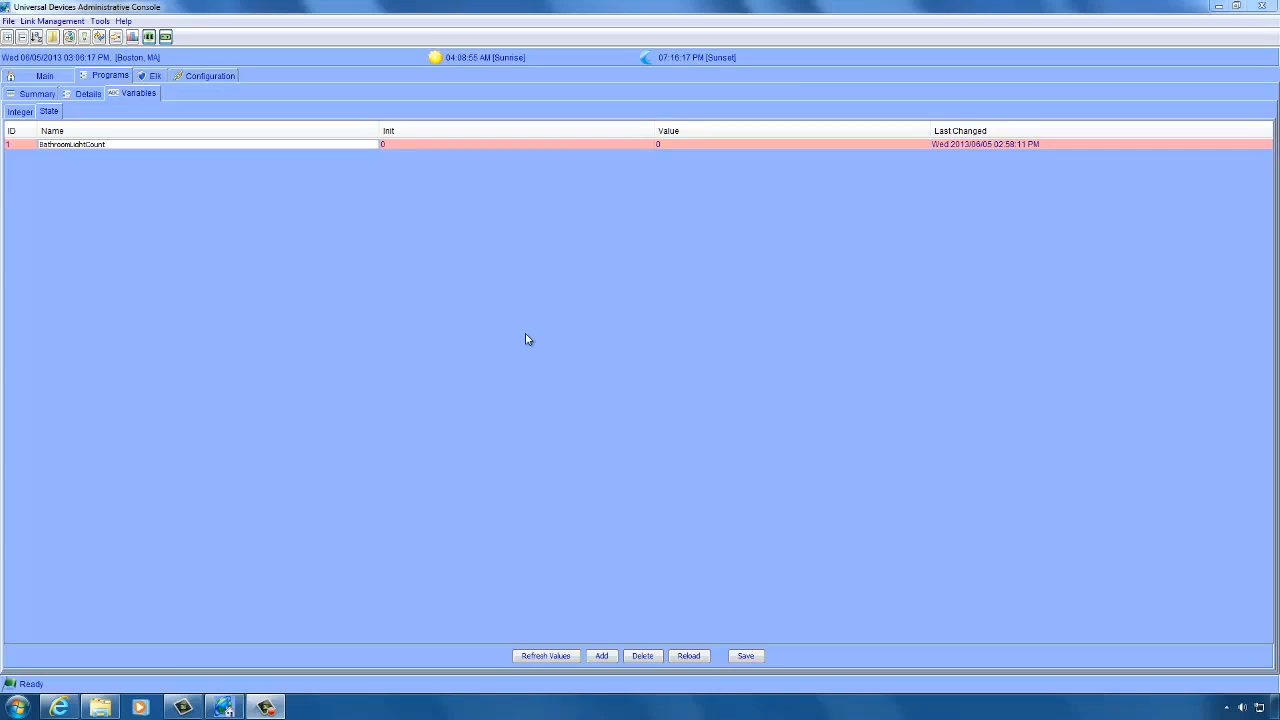 Universal Devices Administrative Console
File Link Management Tools Help
Wed 06/05/2013 03:06:17 PM, [Boston, MA] 04:08:55 AM [Sunrise] 07:16:17 PM [Sunset]
Main Programs Elk Configuration
Summary Details Variables
Integer State
ID Name Init Value Last Changed
1 BathroomLightCount 0 0 Wed 2013/06/05 02:58:11 PM
Refresh Values Add Delete Reload Save
Ready